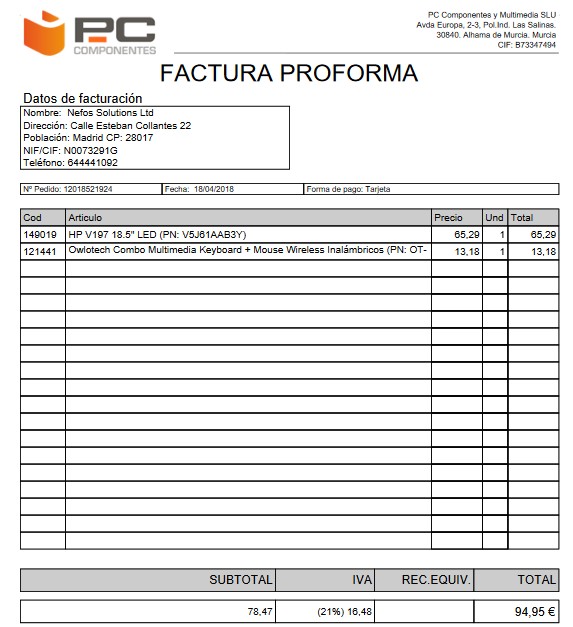 PC
COMPONENTES
PC Componentes y Multimedia SLU
Avda Europa, 2-3, Pol.Ind. Las Salinas.
30840. Alhama de Murcia. Murcia
CIF: B73347494
FACTURA PROFORMA
Datos de facturación
Nombre: Nefos Solutions Ltd
Dirección: Calle Esteban Collantes 22
Población: Madrid CP: 28017
NIF/CIF: N0073291G
Teléfono: 644441092
Nº Pedido: 12018521924 Fecha: 18/04/2018 Forma de pago: Tarjeta
Cod Articulo Precio Und Total
149019 HP V197 18.5" LED (PN: V5J61AAB3Y) 65,29 1 65,29
121441 Owlotech Combo Multimedia Keyboard + Mouse Wireless Inalámbricos (PN: OT- 13,18 1 13,18
SUBTOTAL IVA REC.EQUIV. TOTAL
78,47 (21%) 16,48 94,95 €